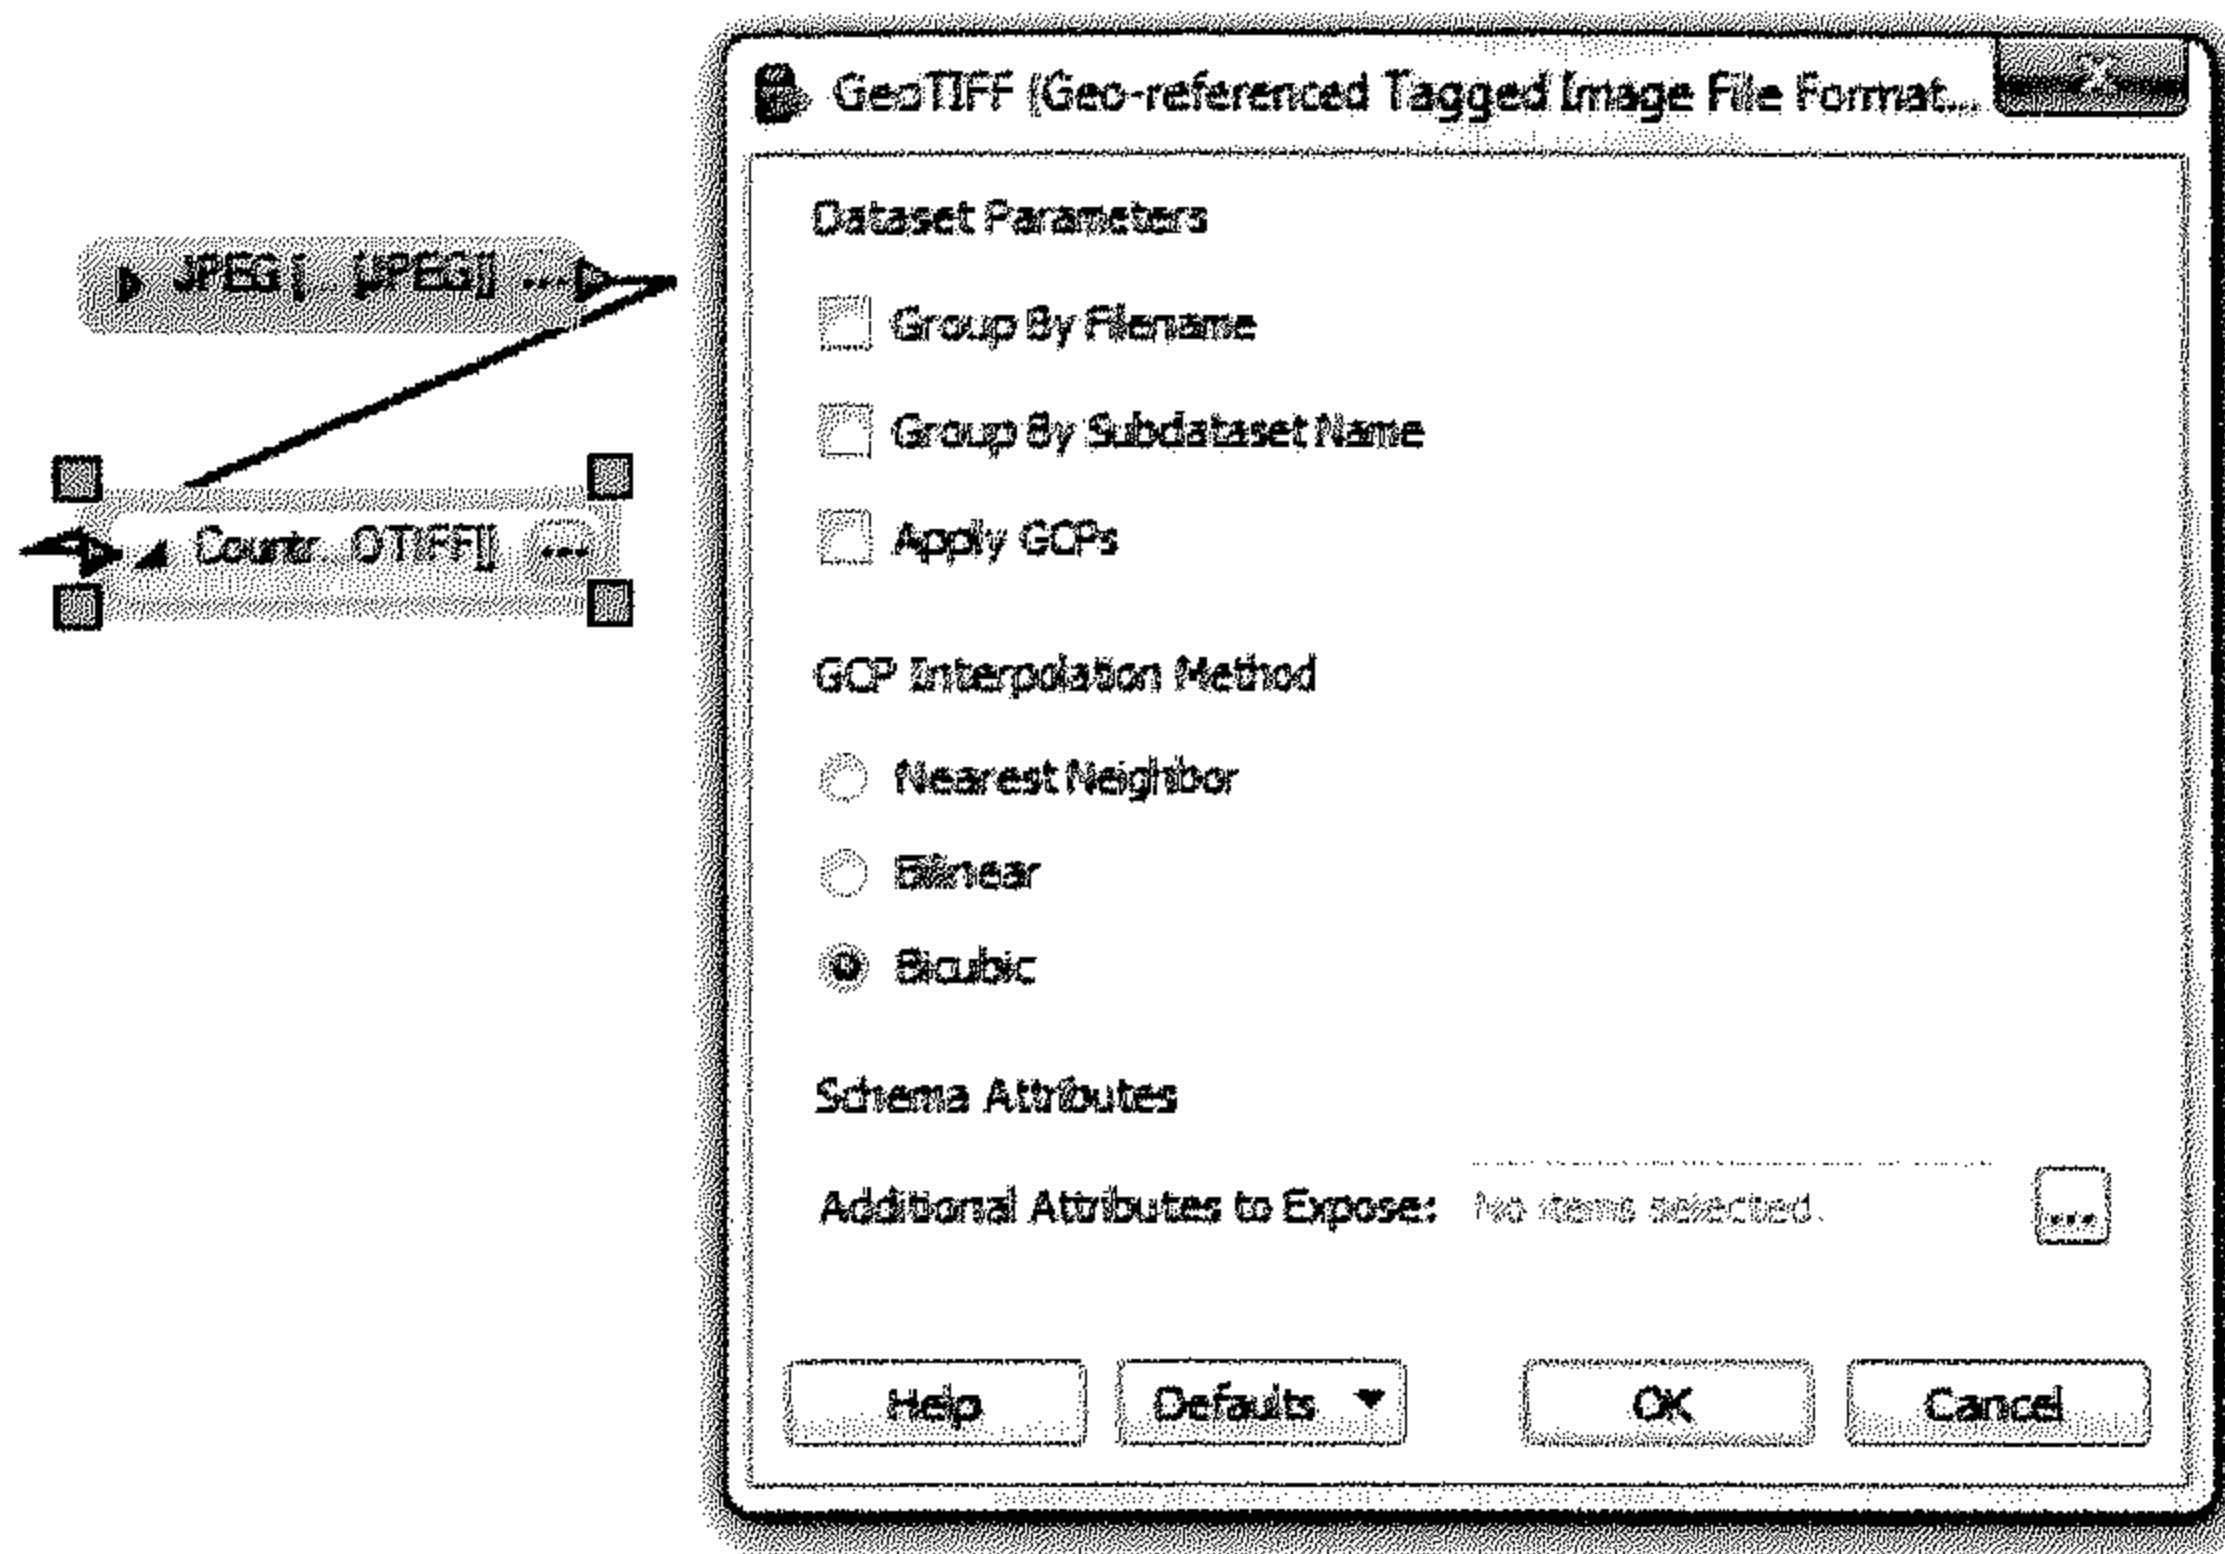 GeoTIFF (Geo-referenced Tagged Image File Format...
JPEG [...[JPEG]] ...
Countr...OTIFF]] ...
Dataset Parameters
Group By Filename
Group By Subdataset Name
Apply GCPs
GCP Interpolation Method
Nearest Neighbor
Bilinear
Bicubic
Schema Attributes
Additional Attributes to Expose: No items selected. ...
Help Defaults OK Cancel